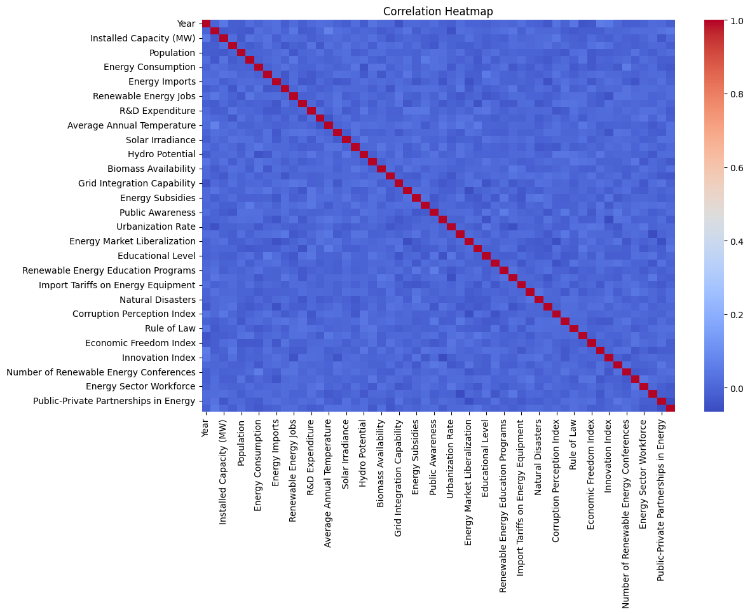 Correlation Heatmap
Year
Installed Capacity (MW)
Population
Energy Consumption
Energy Imports
Renewable Energy Jobs
R&D Expenditure
Average Annual Temperature
Solar Irradiance
Hydro Potential
Biomass Availability
Grid Integration Capability
Energy Subsidies
Public Awareness
Urbanization Rate
Energy Market Liberalization
Educational Level
Renewable Energy Education Programs
Import Tariffs on Energy Equipment
Natural Disasters
Corruption Perception Index
Rule of Law
Economic Freedom Index
Innovation Index
Number of Renewable Energy Conferences
Energy Sector Workforce
Public-Private Partnerships in Energy
Year
Installed Capacity (MW)
Population
Energy Consumption
Energy Imports
Renewable Energy Jobs
R&D Expenditure
Average Annual Temperature
Solar Irradiance
Hydro Potential
Biomass Availability
Grid Integration Capability
Energy Subsidies
Public Awareness
Urbanization Rate
Energy Market Liberalization
Educational Level
Renewable Energy Education Programs
Import Tariffs on Energy Equipment
Natural Disasters
Corruption Perception Index
Rule of Law
Economic Freedom Index
Innovation Index
Number of Renewable Energy Conferences
Energy Sector Workforce
Public-Private Partnerships in Energy
1.0
0.8
0.6
0.4
0.2
0.0